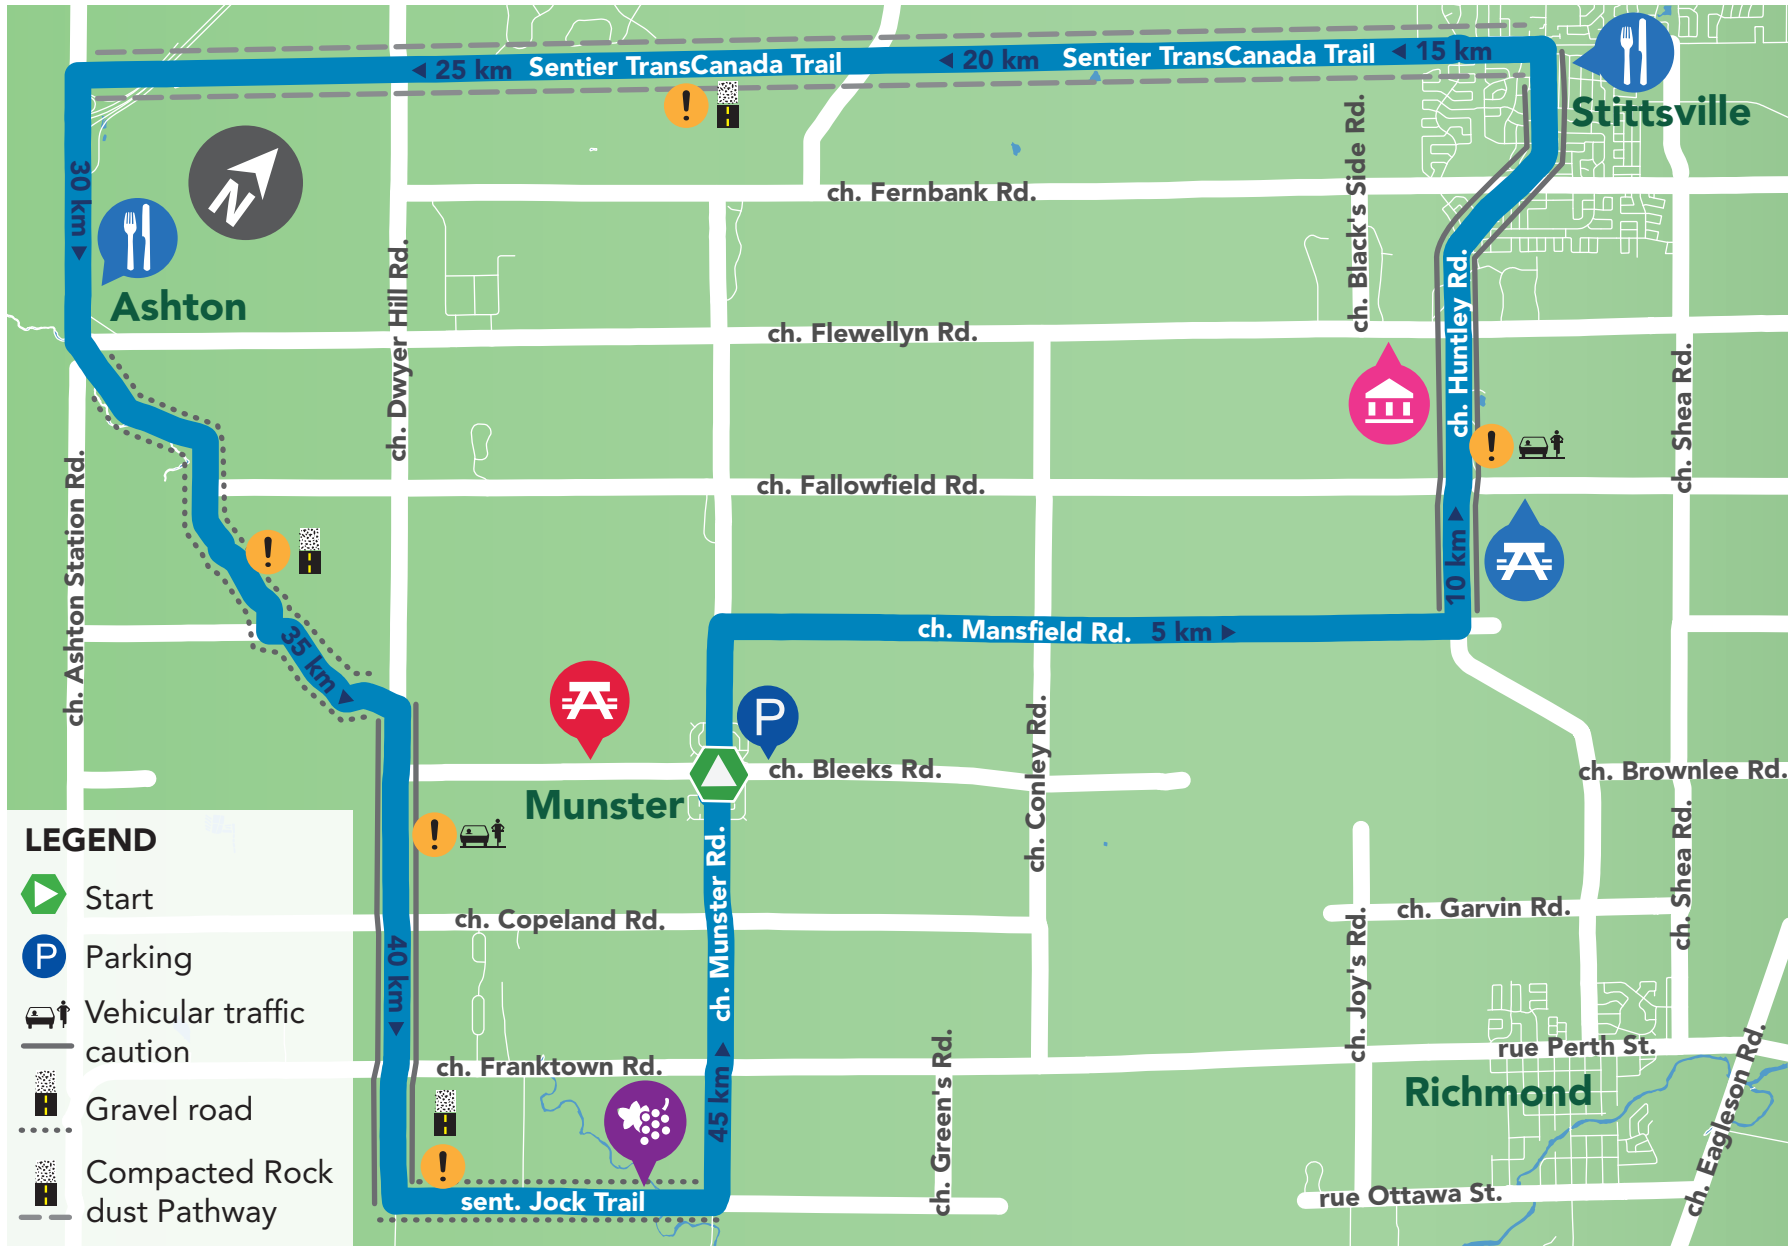 25 km
Sentier TransCanada Trail
20 km
Sentier TransCanada Trail
15 km
Stittsville
30 km
N
Ashton
ch. Fernbank Rd.
ch. Black's Side Rd.
ch. Dwyer Hill Rd.
ch. Flewellyn Rd.
ch. Huntley Rd.
ch. Shea Rd.
ch. Fallowfield Rd.
ch. Ashton Station Rd.
10 km
35 km
ch. Mansfield Rd.
5 km
P
ch. Bleeks Rd.
Munster
ch. Conley Rd.
ch. Brownlee Rd.
ch. Munster Rd.
ch. Shea Rd.
ch. Copeland Rd.
ch. Garvin Rd.
40 km
ch. Joy's Rd.
ch. Franktown Rd.
45 km
ch. Green's Rd.
rue Perth St.
Richmond
ch. Eagleson Rd.
sent. Jock Trail
rue Ottawa St.
LEGEND
Start
P
Parking
Vehicular traffic
caution
Gravel road
Compacted Rock
dust Pathway